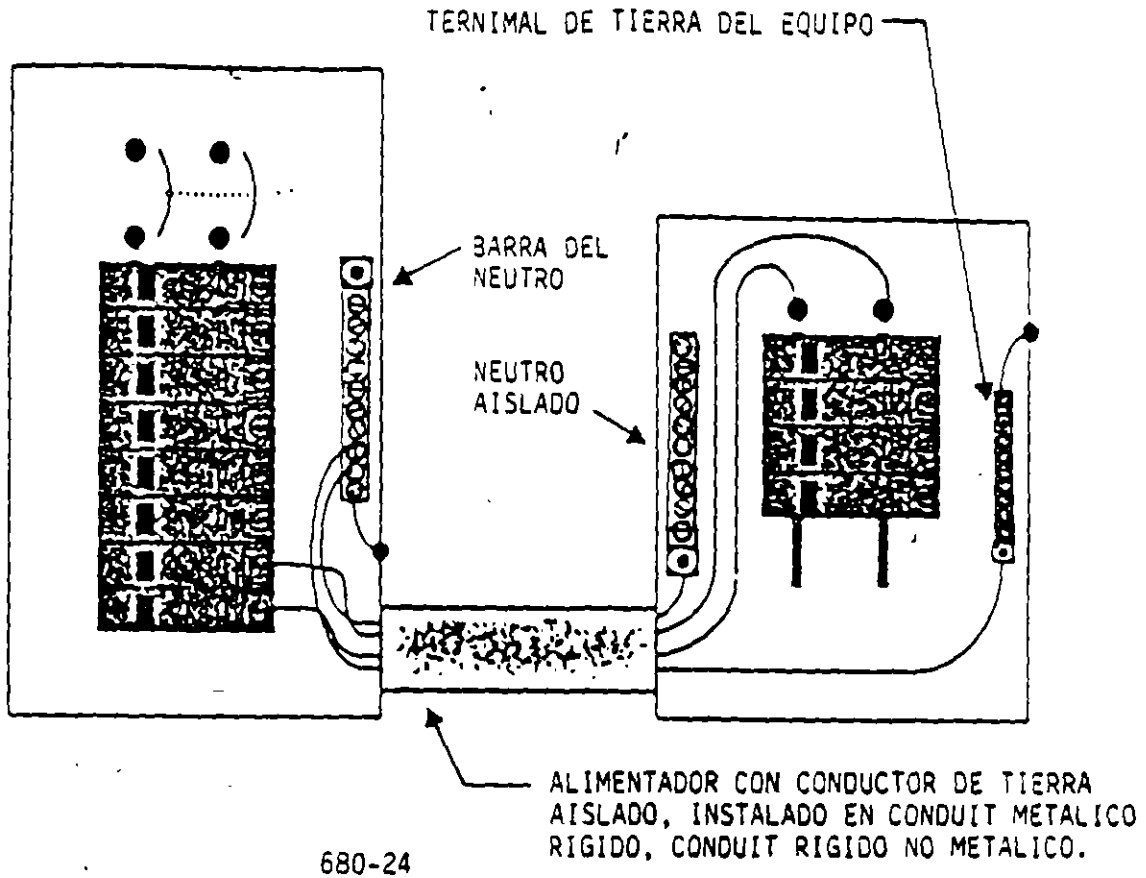 TERNIMAL DE TIERRA DEL EQUIPO
BARRA DEL
NEUTRO
NEUTRO
AISLADO
ALIMENTADOR CON CONDUCTOR DE TIERRA
AISLADO, INSTALADO EN CONDUIT METALICO
RIGIDO, CONDUIT RIGIDO NO METALICO.
680-24